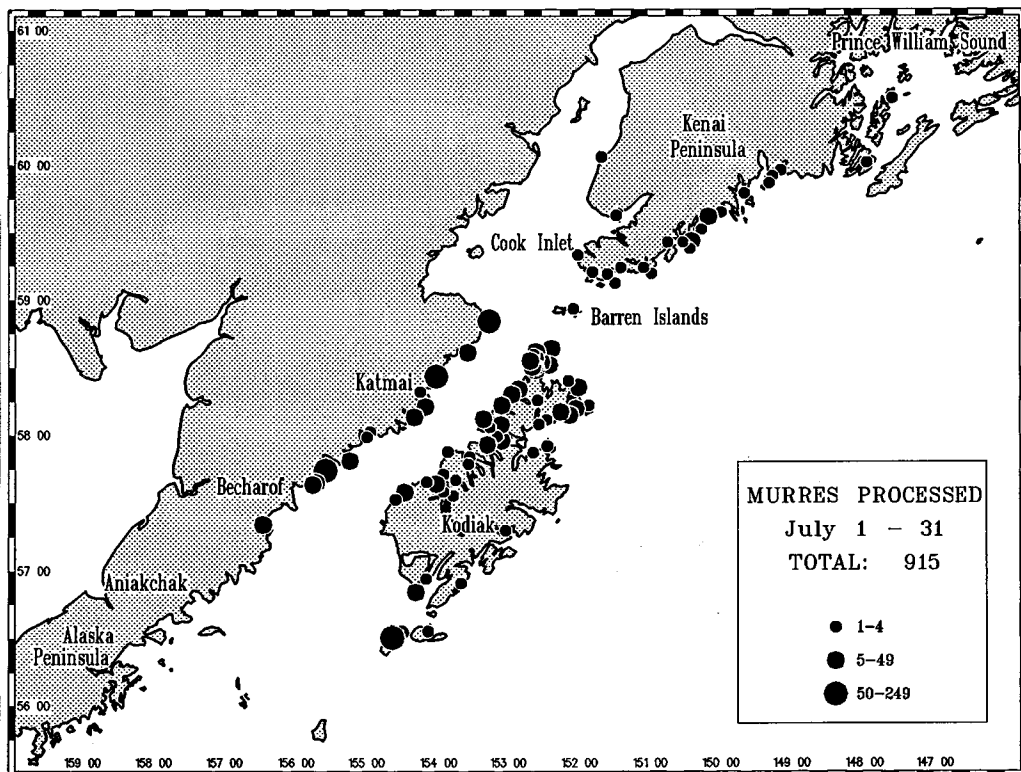 61 00
Prince William Sound
Kenai
Peninsula
60 00
Cook Inlet
59 00
Barren Islands
Katmai
58 00
Becharof
MURRES PROCESSED
July 1 - 31
TOTAL: 915
1-4
5-49
50-249
Kodiak
57 00
Aniakchak
Alaska
Peninsula
56 00
159 00
158 00
157 00
156 00
155 00
154 00
153 00
152 00
151 00
150 00
149 00
148 00
147 00